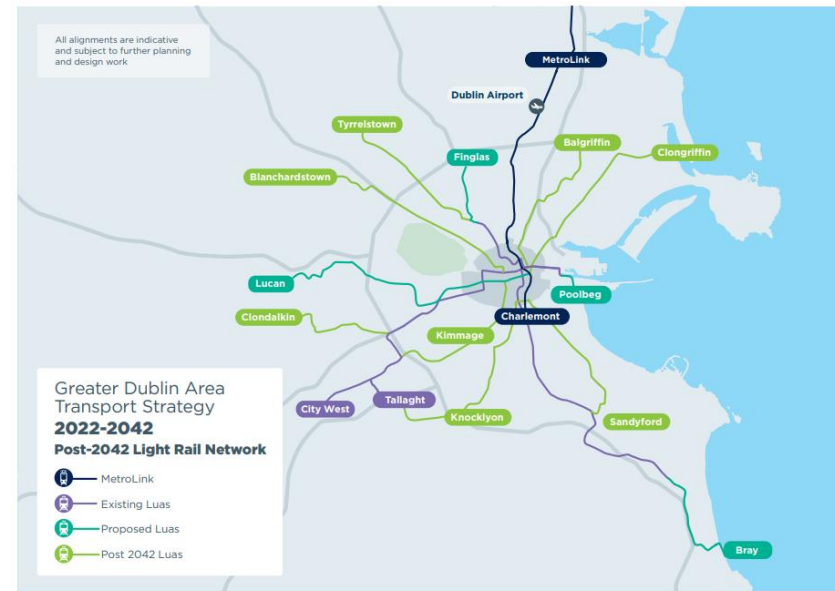 All alignments are indicative
and subject to further planning
and design work
MetroLink
Dublin Airport
Tyrrelstown
Balgriffin
Finglas
Clongriffin
Blanchardstown
Lucan
Poolbeg
Clondalkin
Charlemont
Kimmage
City West
Tallaght
Knocklyon
Sandyford
Bray
Greater Dublin Area
Transport Strategy
2022-2042
Post-2042 Light Rail Network
MetroLink
Existing Luas
Proposed Luas
Post 2042 Luas